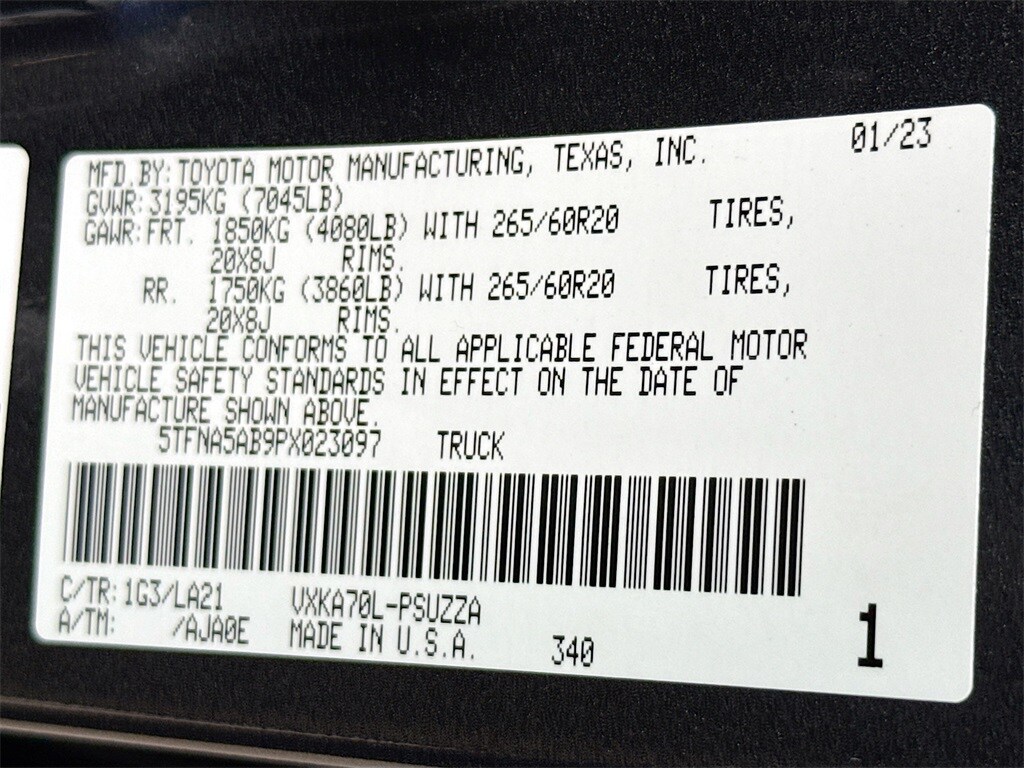 MFD.BY: TOYOTA MOTOR MANUFACTURING, TEXAS, INC. 01/23
GVWR: 3195KG (7045LB)
GAWR: FRT. 1850KG (4080LB) WITH 265/60R20 TIRES,
20X8J RIMS.
RR. 1750KG (3860LB) WITH 265/60R20 TIRES,
20X8J RIMS.
THIS VEHICLE CONFORMS TO ALL APPLICABLE FEDERAL MOTOR
VEHICLE SAFETY STANDARDS IN EFFECT ON THE DATE OF
MANUFACTURE SHOWN ABOVE.
5TFNA5AB9PX023097 TRUCK
C/TR: 1G3/LA21 VXKA70L-PSUZZA
A/TM: /AJA0E MADE IN U.S.A. 340 1